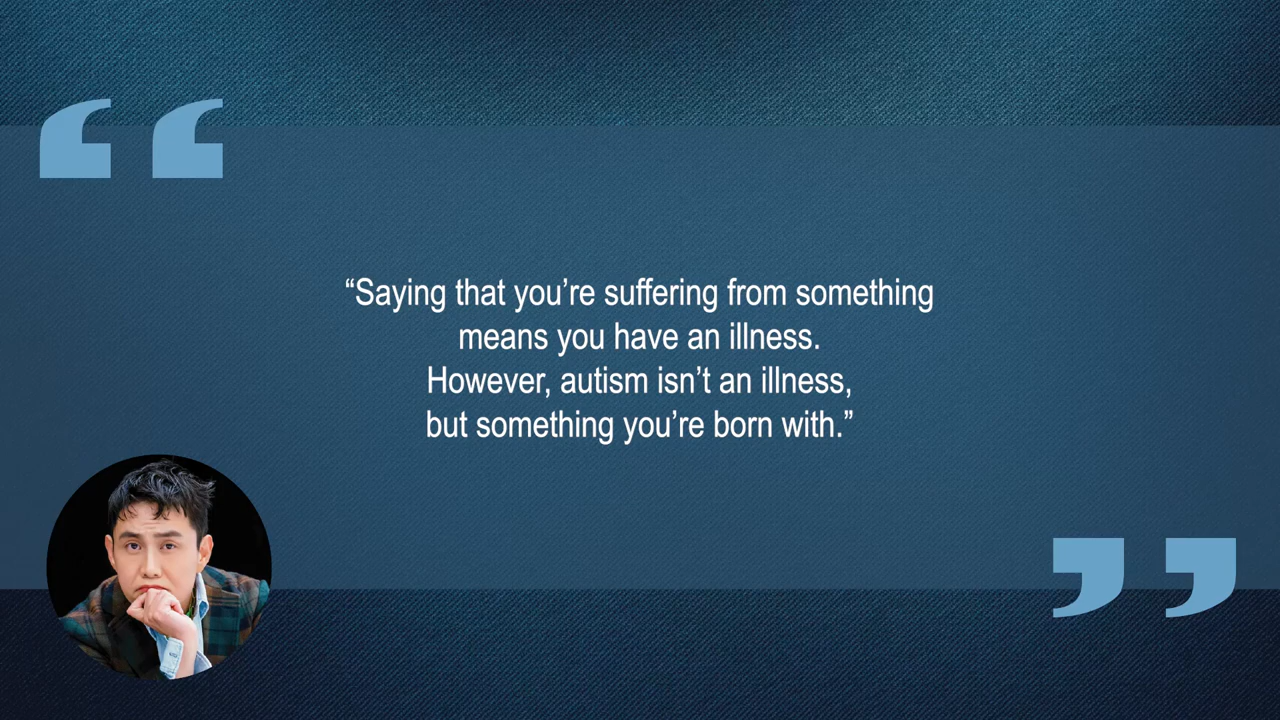 “Saying that you’re suffering from something
means you have an illness.
However, autism isn’t an illness,
but something you’re born with.”